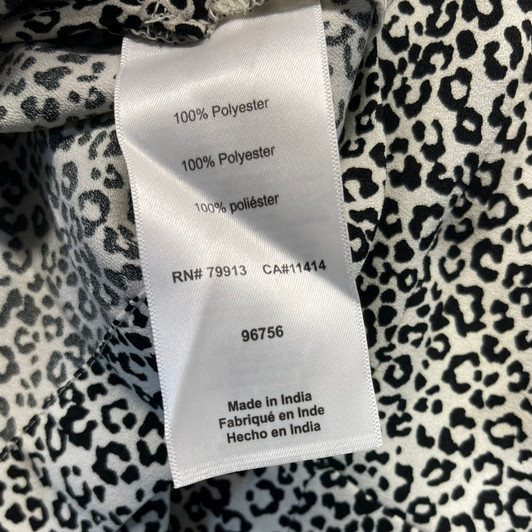 100% Polyester
100% Polyester
100% poliéster
RN# 79913 CA#11414
96756
Made in India
Fabriqué en Inde
Hecho en India